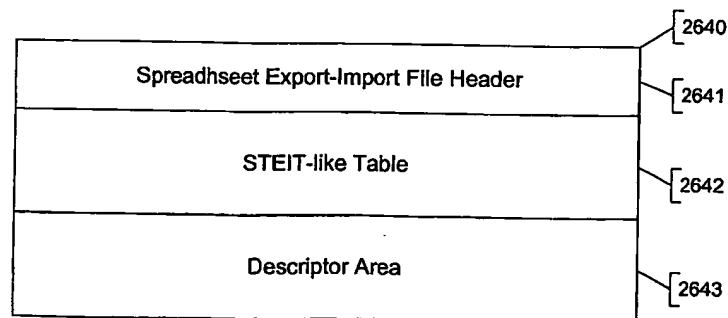 2640
Spreadhseet Export-Import File Header
2641
STEIT-like Table
2642
Descriptor Area
2643